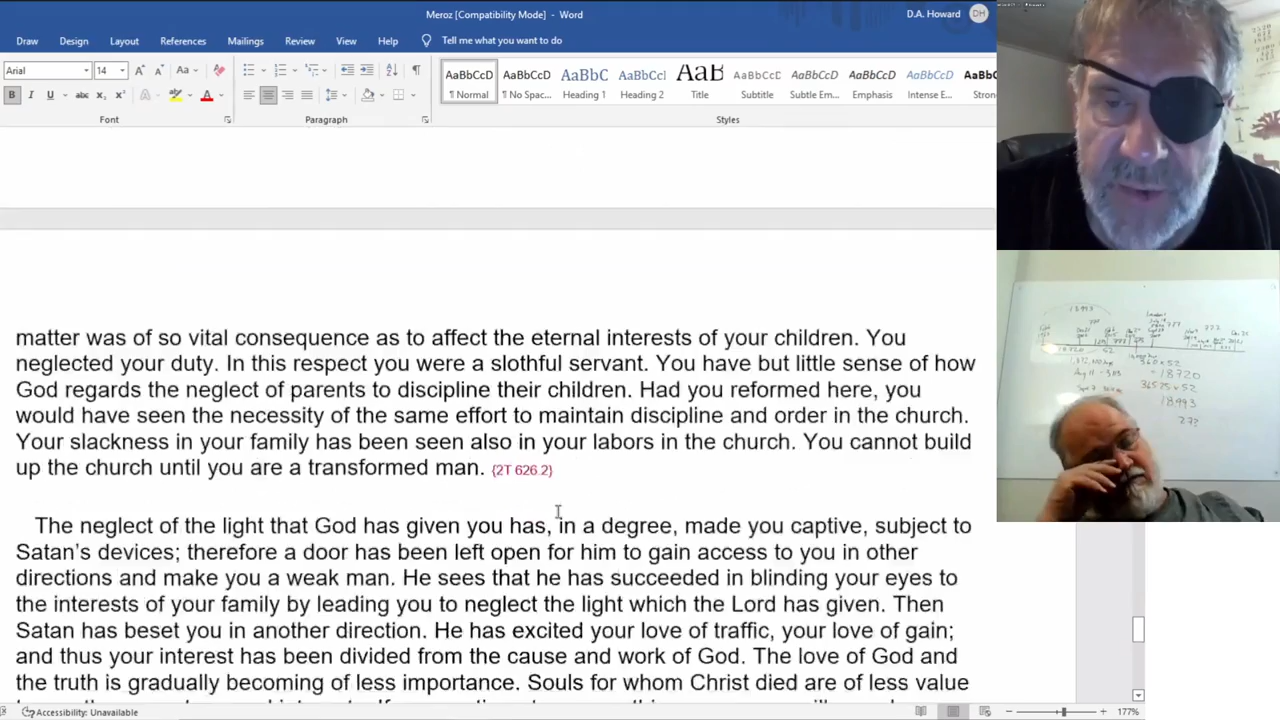 Meroz [Compatibility Mode] - Word
D.A. Howard
DH
Draw Design Layout References Mailings Review View Help Tell me what you want to do
Arial 14
AaBbCcD AaBbCcD AaBbC AaBbCcI AaB AaBbCcD AaBbCcD AaBbCcD AaBbCcD AaBbCcD
¶ Normal ¶ No Spac... Heading 1 Heading 2 Title Subtitle Subtle Em... Emphasis Intense E... Stron
Font Paragraph Styles
matter was of so vital consequence as to affect the eternal interests of your children. You
neglected your duty. In this respect you were a slothful servant. You have but little sense of how
God regards the neglect of parents to discipline their children. Had you reformed here, you
would have seen the necessity of the same effort to maintain discipline and order in the church.
Your slackness in your family has been seen also in your labors in the church. You cannot build
up the church until you are a transformed man. {2T 626.2}
The neglect of the light that God has given you has, in a degree, made you captive, subject to
Satan's devices; therefore a door has been left open for him to gain access to you in other
directions and make you a weak man. He sees that he has succeeded in blinding your eyes to
the interests of your family by leading you to neglect the light which the Lord has given. Then
Satan has beset you in another direction. He has excited your love of traffic, your love of gain;
and thus your interest has been divided from the cause and work of God. The love of God and
the truth is gradually becoming of less importance. Souls for whom Christ died are of less value
Accessibility: Unavailable
177%
18993
777
360 x 52
= 18720
18.993
273